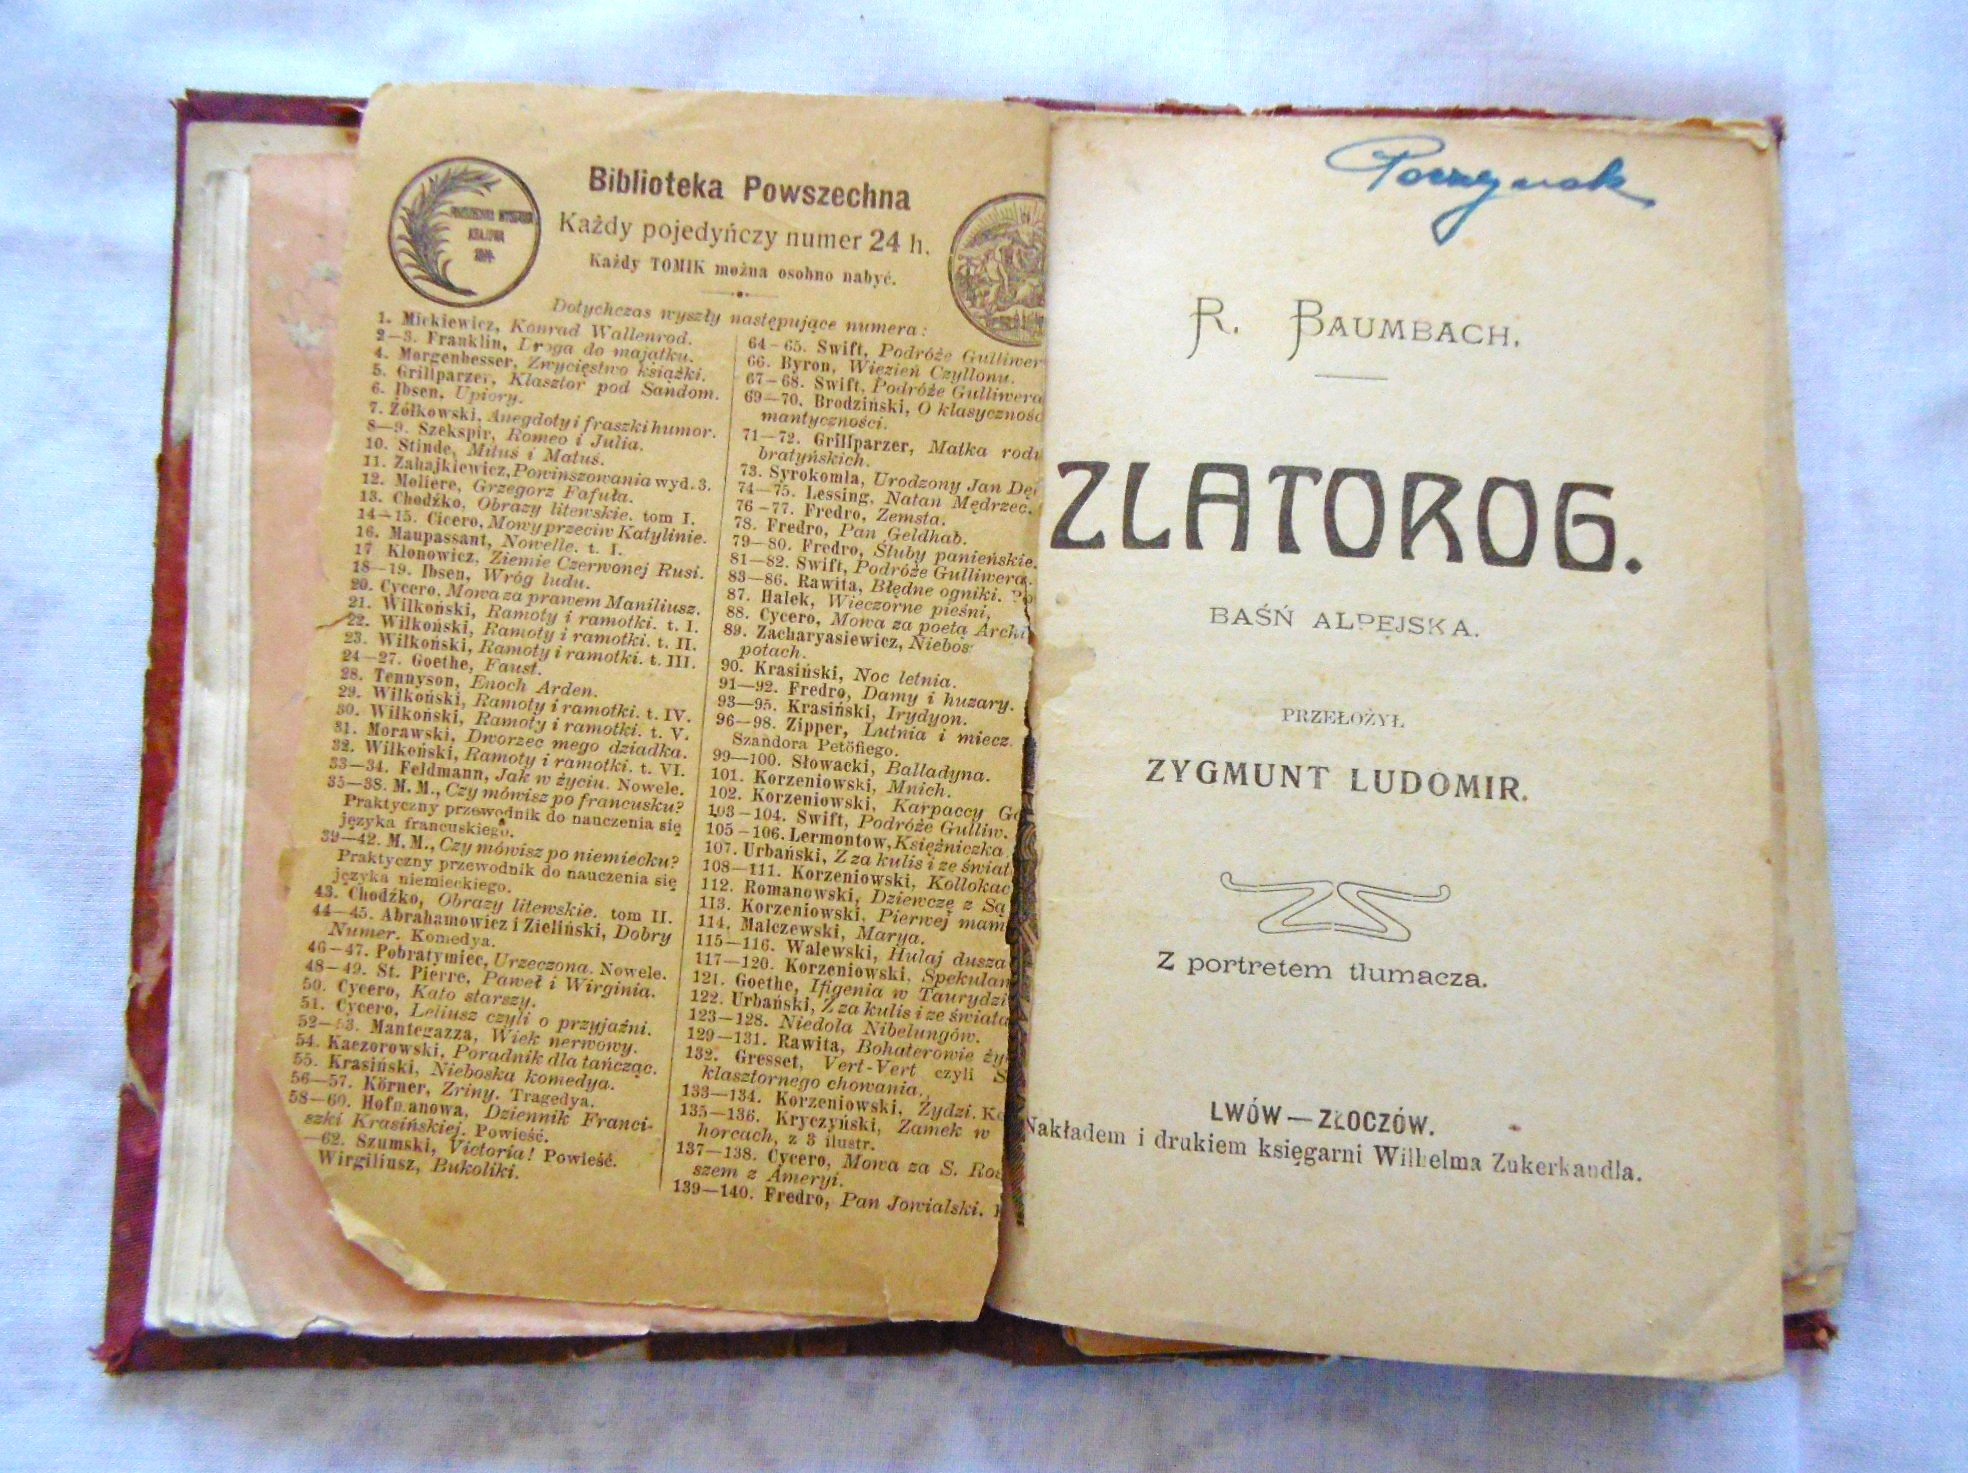 Biblioteka Powszechna
Każdy pojedyńczy numer 24 h.
Każdy TOMIK można osobno nabyć.
Dotychczas wyszły następujące numera:
1. Mickiewicz, Konrad Wallenrod.
2—3. Franklin, Droga do majątku.
4. Morgenbesser, Zwycięstwo książki.
5. Grillparzer, Klasztor pod Sandom.
6. Ibsen, Upiory.
7. Żółkowski, Anegdoty i fraszki humor.
8—9. Szekspir, Romeo i Julia.
10. Stinde, Miluś i Matuś.
11. Zahajkiewicz, Powinszowania wyd. 3.
12. Moliere, Grzegorz Fafuła.
13. Chodźko, Obrazy litewskie. tom I.
14—15. Cicero, Mowy przeciw Katylinie.
16. Maupassant, Nowelle. t. I.
17 Klonowicz, Ziemie Czerwonej Rusi.
18—19. Ibsen, Wróg ludu.
20. Cycero, Mowa za prawem Maniliusz.
21. Wilkoński, Ramoty i ramotki. t. I.
22. Wilkoński, Ramoty i ramotki. t. II.
23. Wilkoński, Ramoty i ramotki. t. III.
24—27. Goethe, Faust.
28. Tennyson, Enoch Arden.
29. Wilkoński, Ramoty i ramotki. t. IV.
30. Wilkoński, Ramoty i ramotki. t. V.
31. Morawski, Dworzec mego dziadka.
32. Wilkoński, Ramoty i ramotki. t. VI.
33—34. Feldmann, Jak w życiu. Nowele.
35—38. M. M., Czy mówisz po francusku?
Praktyczny przewodnik do nauczenia się
języka francuskiego.
39—42. M. M., Czy mówisz po niemiecku?
Praktyczny przewodnik do nauczenia się
języka niemieckiego.
43. Chodźko, Obrazy litewskie. tom II.
44—45. Abrahamowicz i Zieliński, Dobry
Numer. Komedya.
46—47. Pobratymiec, Urzeczona. Nowele.
48—49. St. Pierre, Paweł i Wirginia.
50. Cycero, Kato starszy.
51. Cycero, Leliusz czyli o przyjaźni.
52—53. Mantegazza, Wiek nerwowy.
54. Kaczorowski, Poradnik dla tańcząc.
55. Krasiński, Nieboska komedya.
56—57. Körner, Zriny. Tragedya.
58—60. Hofmanowa, Dziennik Franci-
szki Krasińskiej. Powieść.
—62. Szumski, Victoria! Powieść.
Wirgiliusz, Bukoliki.
64—65. Swift, Podróże Gulliwer
66. Byron, Więzień Czyllonu.
67—68. Swift, Podróże Gulliwera
69—70. Brodziński, O klasyczność
mantyczności.
71—72. Grillparzer, Matka rodu
bratyńskich.
73. Syrokomla, Urodzony Jan Dę
74—75. Lessing, Natan Mędrzec.
76—77. Fredro, Zemsta.
78. Fredro, Pan Geldhab.
79—80. Fredro, Śluby panieńskie.
81—82. Swift, Podróże Gulliwera.
83—86. Rawita, Błędne ogniki. Po
87. Halek, Wieczorne pieśni,
88. Cycero, Mowa za poetą Archi
89. Zacharyasiewicz, Niebos
potach.
90. Krasiński, Noc letnia.
91—92. Fredro, Damy i huzary.
93—95. Krasiński, Irydyon.
96—98. Zipper, Lutnia i miecz
Szandora Petöfiego.
99—100. Słowacki, Balladyna.
101. Korzeniowski, Mnich.
102. Korzeniowski, Karpaccy Gó
103—104. Swift, Podróże Gulliw.
105—106. Lermontow, Księżniczka
107. Urbański, Z za kulis i ze świat
108—111. Korzeniowski, Kollokac
112. Romanowski, Dziewczę z Są
113. Korzeniowski, Pierwej mam
114. Malczewski, Marya.
115—116. Walewski, Hulaj dusza
117—120. Korzeniowski, Spekulan
121. Goethe, Ifigenia w Taurydzi
122. Urbański, Z za kulis i ze świata
123—128. Niedola Nibelungów.
129—131. Rawita, Bohaterowie ży
132. Gresset, Vert-Vert czyli S
klasztornego chowania.
133—134. Korzeniowski, Żydzi. Ko
135—136. Kryczyński, Zamek w
horcach, z 3 ilustr.
137—138. Cycero, Mowa za S. Ros
szem z Ameryi.
139—140. Fredro, Pan Jowialski.
R. BAUMBACH.
ZLATOROG.
BAŚŃ ALPEJSKA.
PRZEŁOŻYŁ
ZYGMUNT LUDOMIR.
Z portretem tłumacza.
LWÓW—ZŁOCZÓW.
Nakładem i drukiem księgarni Wilhelma Zukerkandla.